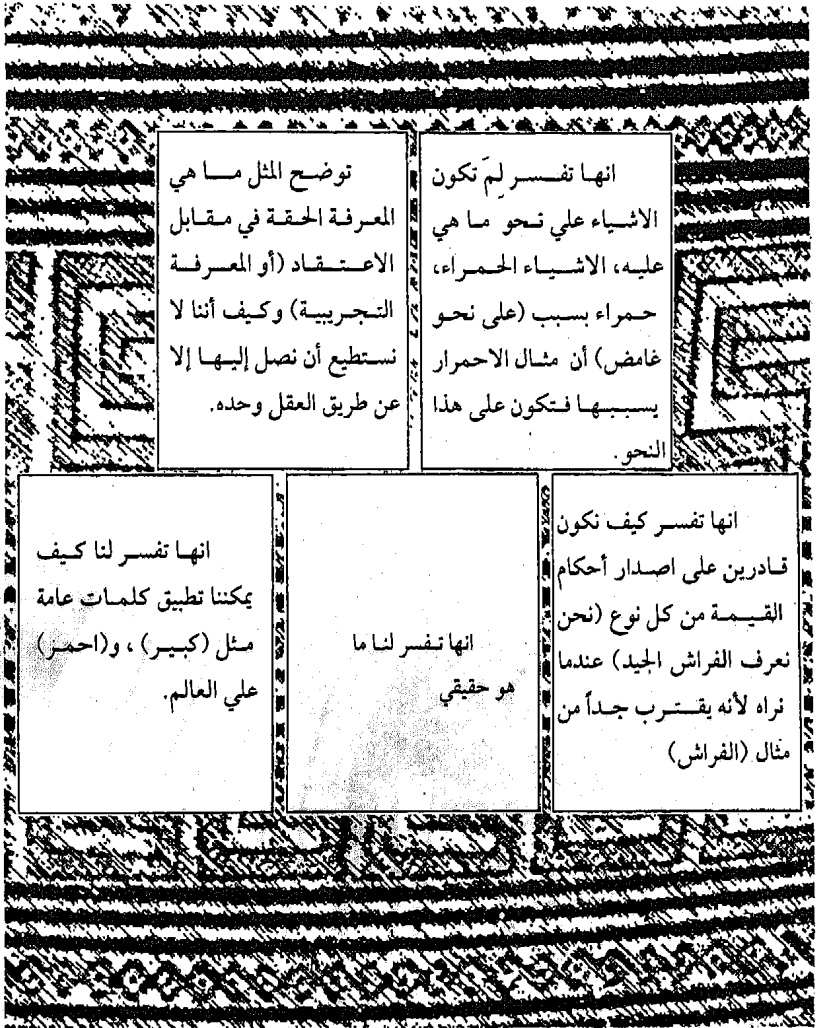 انها تفسر لِمَ تكون
الاشياء علي نحو ما هي
عليه، الاشياء الحمراء،
حمراء بسبب (على نحو
غامض) أن مثال الاحمرار
يسببها فتكون على هذا
النحو.
توضح المثل ما هي
المعرفة الحقة في مقابل
الاعتقاد (أو المعرفة
التجريبية) وكيف أننا لا
نستطيع أن نصل إليها إلا
عن طريق العقل وحده.
انها تفسر كيف نكون
قادرين على اصدار أحكام
القيمة من كل نوع (نحن
نعرف الفراش الجيد) عندما
نراه لأنه يقترب جداً من
مثال (الفراش)
انها تفسر لنا ما
هو حقيقي
انها تفسر لنا كيف
يمكننا تطبيق كلمات عامة
مثل (كبير) ، و(احمر)
علي العالم.